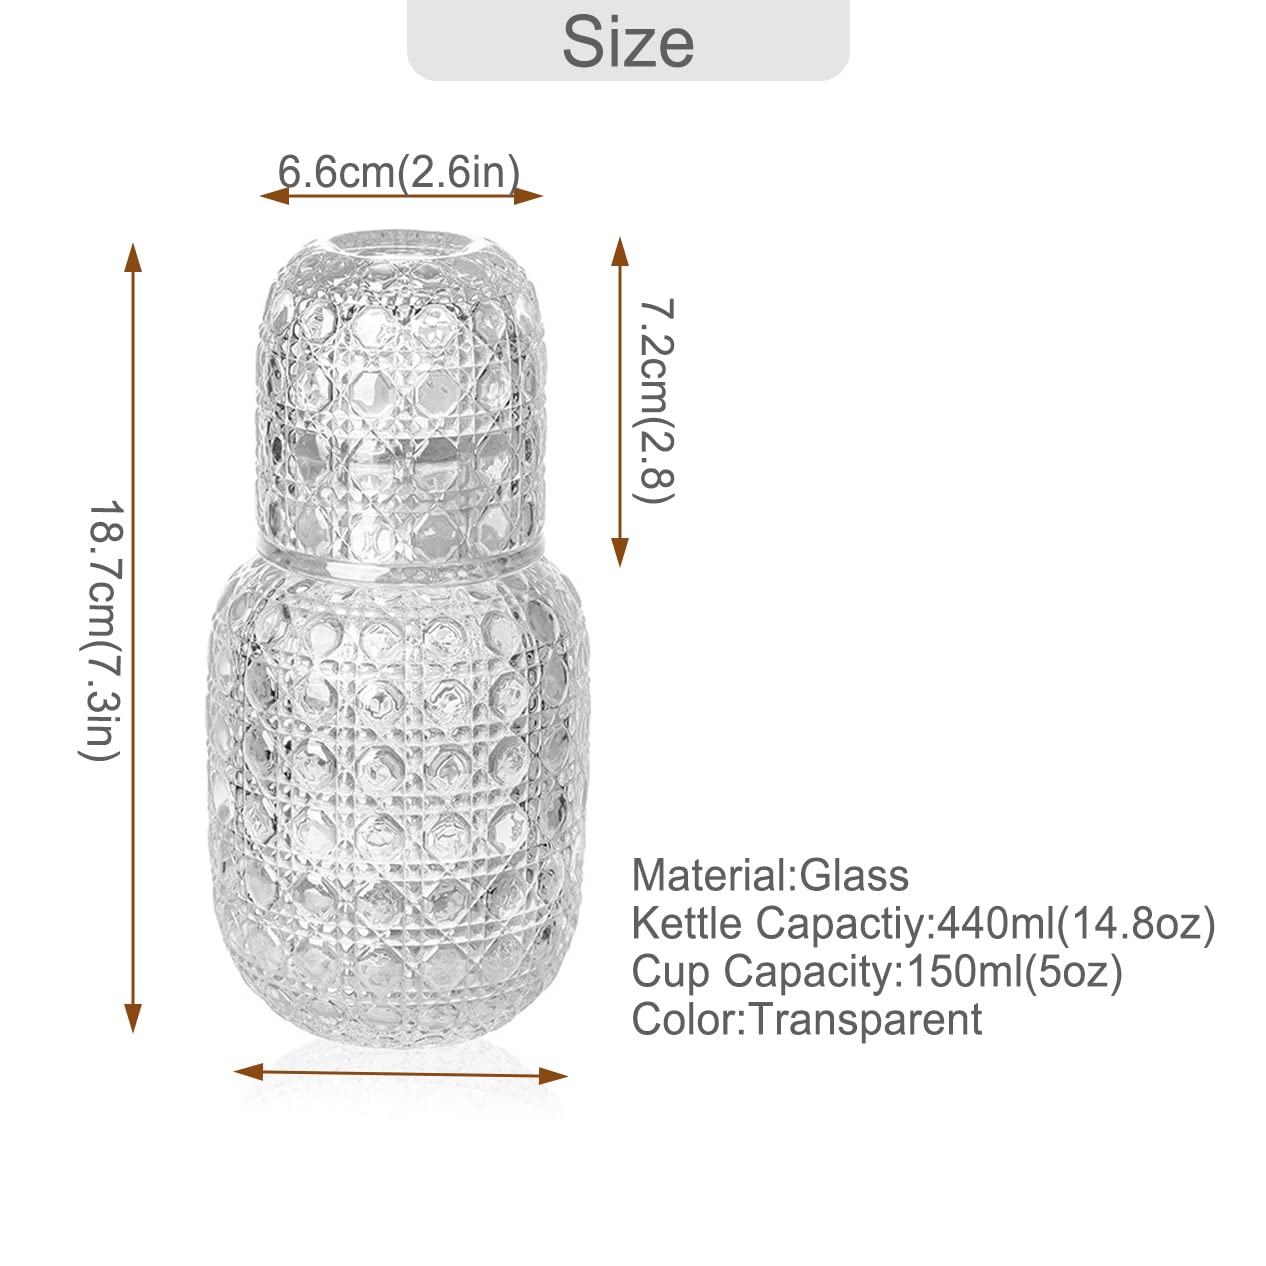 Size
6.6cm(2.6in)
7.2cm(2.8)
18.7cm(7.3in)
Material:Glass
Kettle Capactiy:440ml(14.8oz)
Cup Capacity:150ml(5oz)
Color:Transparent